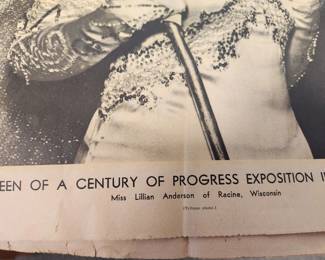 EEN OF A CENTURY OF PROGRESS EXPOSITION I
Miss Lillian Anderson of Racine, Wisconsin